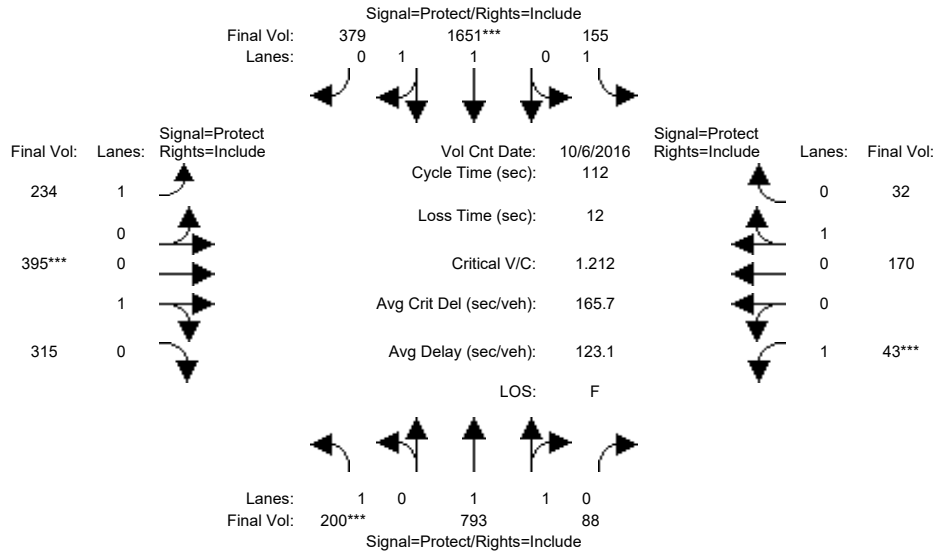 Signal=Protect/Rights=Include
Final Vol: 379 1651*** 155
Lanes: 0 1 1 0 1
Signal=Protect Signal=Protect
Final Vol: Lanes: Rights=Include Vol Cnt Date: 10/6/2016 Rights=Include Lanes: Final Vol:
Cycle Time (sec): 112
234 1 0 32
Loss Time (sec): 12
0 1
395*** 0 Critical V/C: 1.212 0 170
1 Avg Crit Del (sec/veh): 165.7 0
315 0 Avg Delay (sec/veh): 123.1 1 43***
LOS: F
Lanes: 1 0 1 1 0
Final Vol: 200*** 793 88
Signal=Protect/Rights=Include